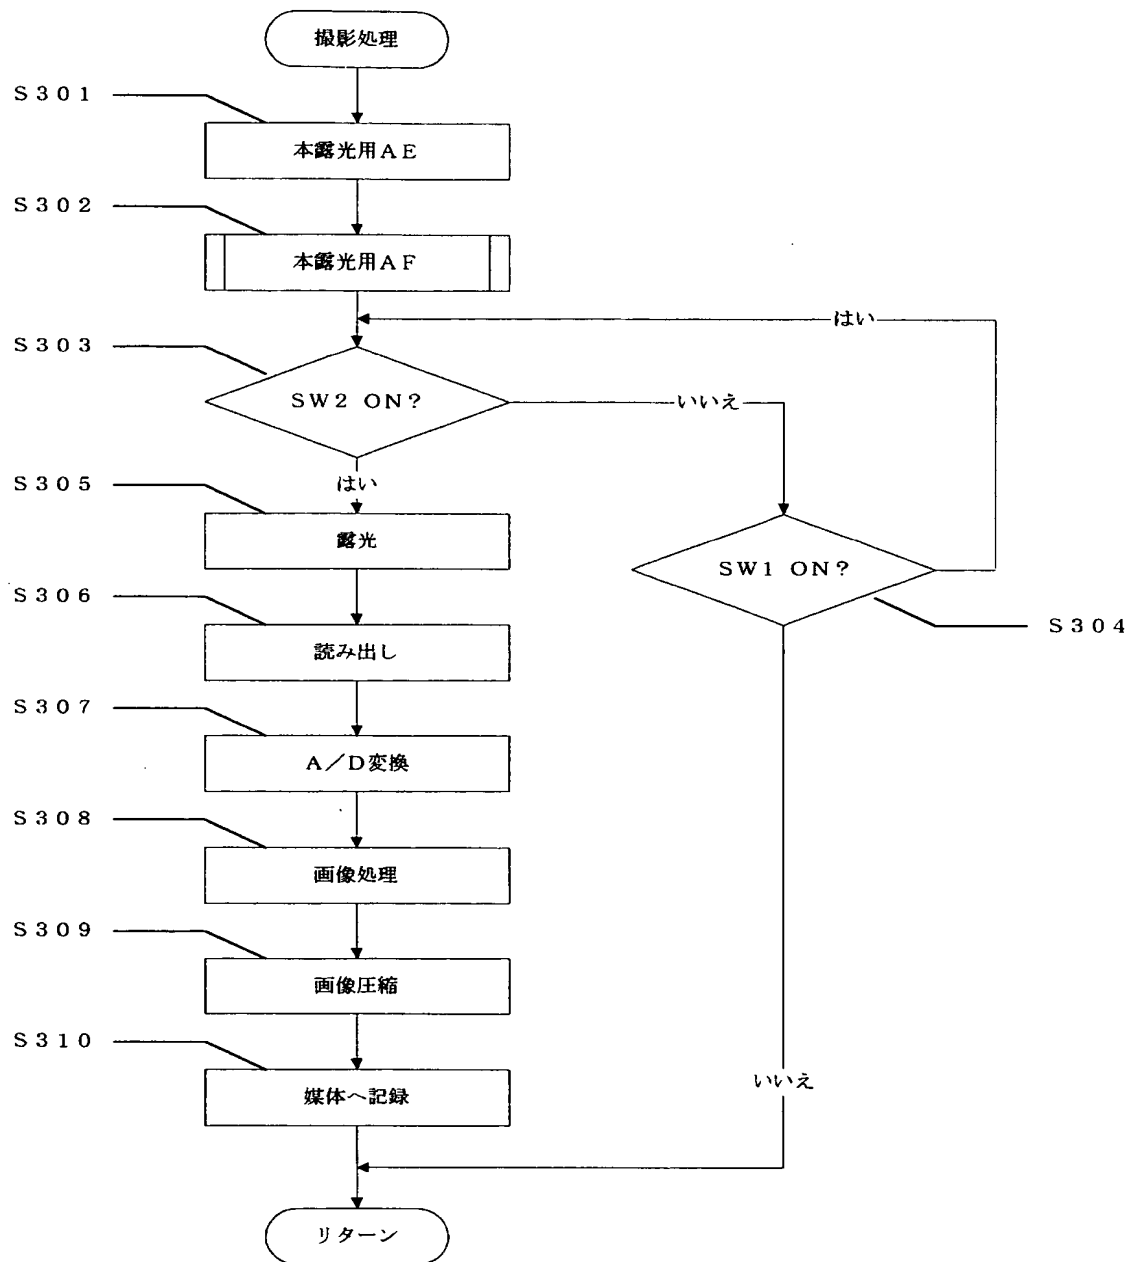 撮影処理
S301
本露光用AE
S302
本露光用AF
はい
S303
SW2 ON?
いいえ
S305
はい
露光
SW1 ON?
S306
S304
読み出し
S307
A/D変換
S308
画像処理
S309
画像圧縮
S310
いいえ
媒体へ記録
リターン